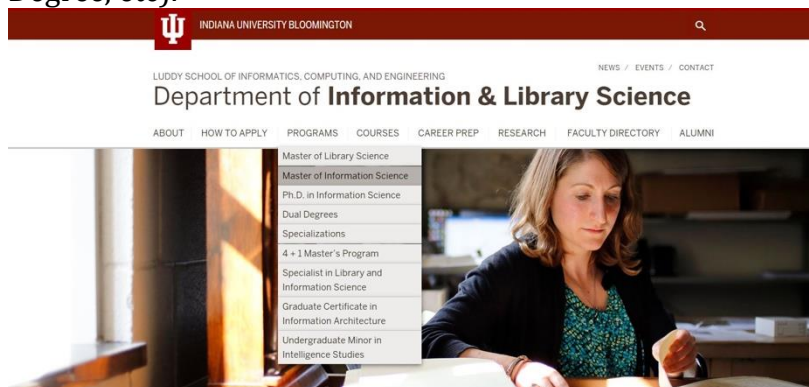 INDIANA UNIVERSITY BLOOMINGTON
NEWS / EVENTS / CONTACT
LUDDY SCHOOL OF INFORMATICS, COMPUTING, AND ENGINEERING
Department of Information & Library Science
ABOUT HOW TO APPLY PROGRAMS COURSES CAREER PREP RESEARCH FACULTY DIRECTORY ALUMNI
Master of Library Science
Master of Information Science
Ph.D. in Information Science
Dual Degrees
Specializations
4 + 1 Master's Program
Specialist in Library and
Information Science
Graduate Certificate in
Information Architecture
Undergraduate Minor in
Intelligence Studies